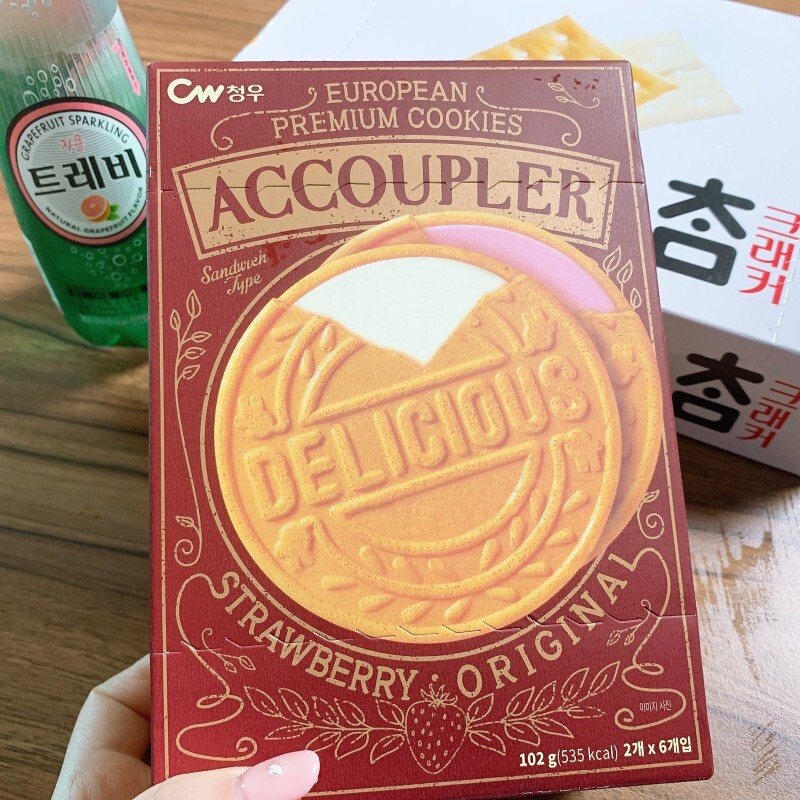 CW청우
EUROPEAN
PREMIUM COOKIES
ACCOUPLER
Sandwich
Type
DELICIOUS
STRAWBERRY · ORIGINAL
이미지 사진
102 g(535 kcal) 2개 x 6개입
GRAPEFRUIT SPARKLING
자몽
트레비
NATURAL GRAPEFRUIT FLAVOR
참
크래커
참
크래커